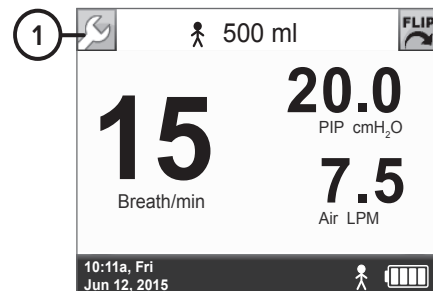 1
500 ml
FLIP
15
Breath/min
20.0
PIP cmH₂O
7.5
Air LPM
10:11a, Fri
Jun 12, 2015